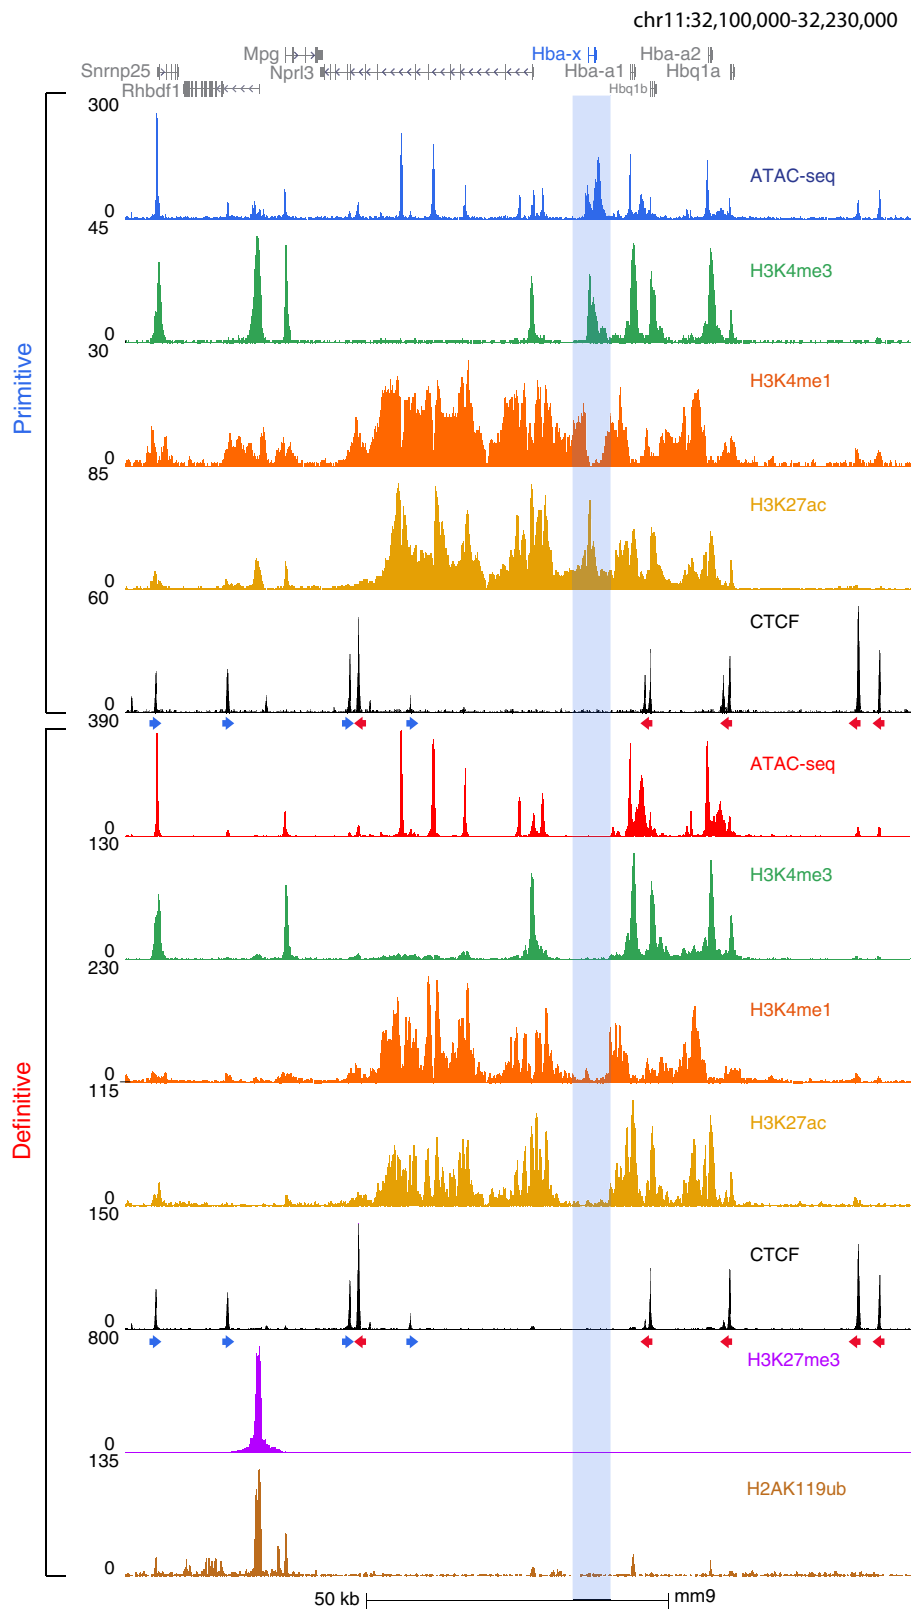 chr11:32,100,000-32,230,000
Mpg Hba-x Hba-a2
Snrnp25 Nprl3 Hba-a1 Hbq1a
Rhbdf1 Hbq1b
Primitive
300
ATAC-seq
0
45
H3K4me3
0
30
H3K4me1
0
85
H3K27ac
0
60
CTCF
0
Definitive
390
ATAC-seq
0
130
H3K4me3
0
230
H3K4me1
0
115
H3K27ac
0
150
CTCF
0
800
H3K27me3
0
135
H2AK119ub
0
50 kb mm9